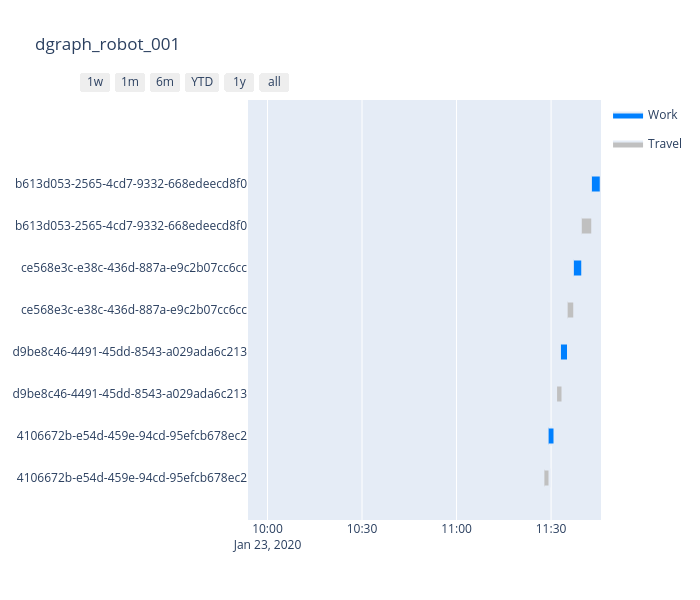 dgraph_robot_001
1w 1m 6m YTD 1y all
Work
Travel
b613d053-2565-4cd7-9332-668edeecd8f0
b613d053-2565-4cd7-9332-668edeecd8f0
ce568e3c-e38c-436d-887a-e9c2b07cc6cc
ce568e3c-e38c-436d-887a-e9c2b07cc6cc
d9be8c46-4491-45dd-8543-a029ada6c213
d9be8c46-4491-45dd-8543-a029ada6c213
4106672b-e54d-459e-94cd-95efcb678ec2
4106672b-e54d-459e-94cd-95efcb678ec2
10:00 10:30 11:00 11:30
Jan 23, 2020